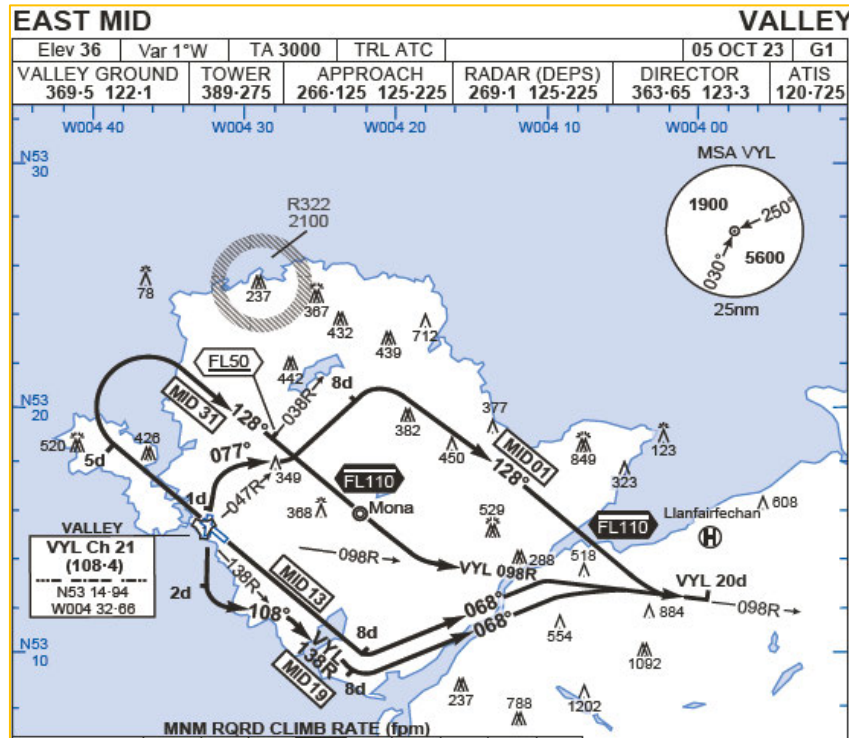 EAST MID VALLEY
Elev 36 Var 1°W TA 3000 TRL ATC 05 OCT 23 G1
VALLEY GROUND TOWER APPROACH RADAR (DEPS) DIRECTOR ATIS
369·5 122·1 389·275 266·125 125·225 269·1 125·225 363·65 123·3 120·725
W004 40 W004 30 W004 20 W004 10 W004 00
N53
30
MSA VYL
1900
250°
5600
030°
25nm
R322
2100
78
237
367
432
439
712
442
FL50
038R
8d
N53
20
MID 31
128°
382
377
MID 01
520
426
5d
077°
450
849
123
128°
323
1d
047R
349
FL110
368
Mona
529
FL110
Llanfairfechan
608
H
VALLEY
VYL Ch 21
(108·4)
N53 14·94
W004 32·66
138R
MID 13
098R
VYL 098R
288
518
VYL 20d
2d
108°
068°
068°
884
098R
VYL
138R
8d
8d
554
1092
N53
10
MID 19
237
788
1202
MNM RQRD CLIMB RATE (fpm)